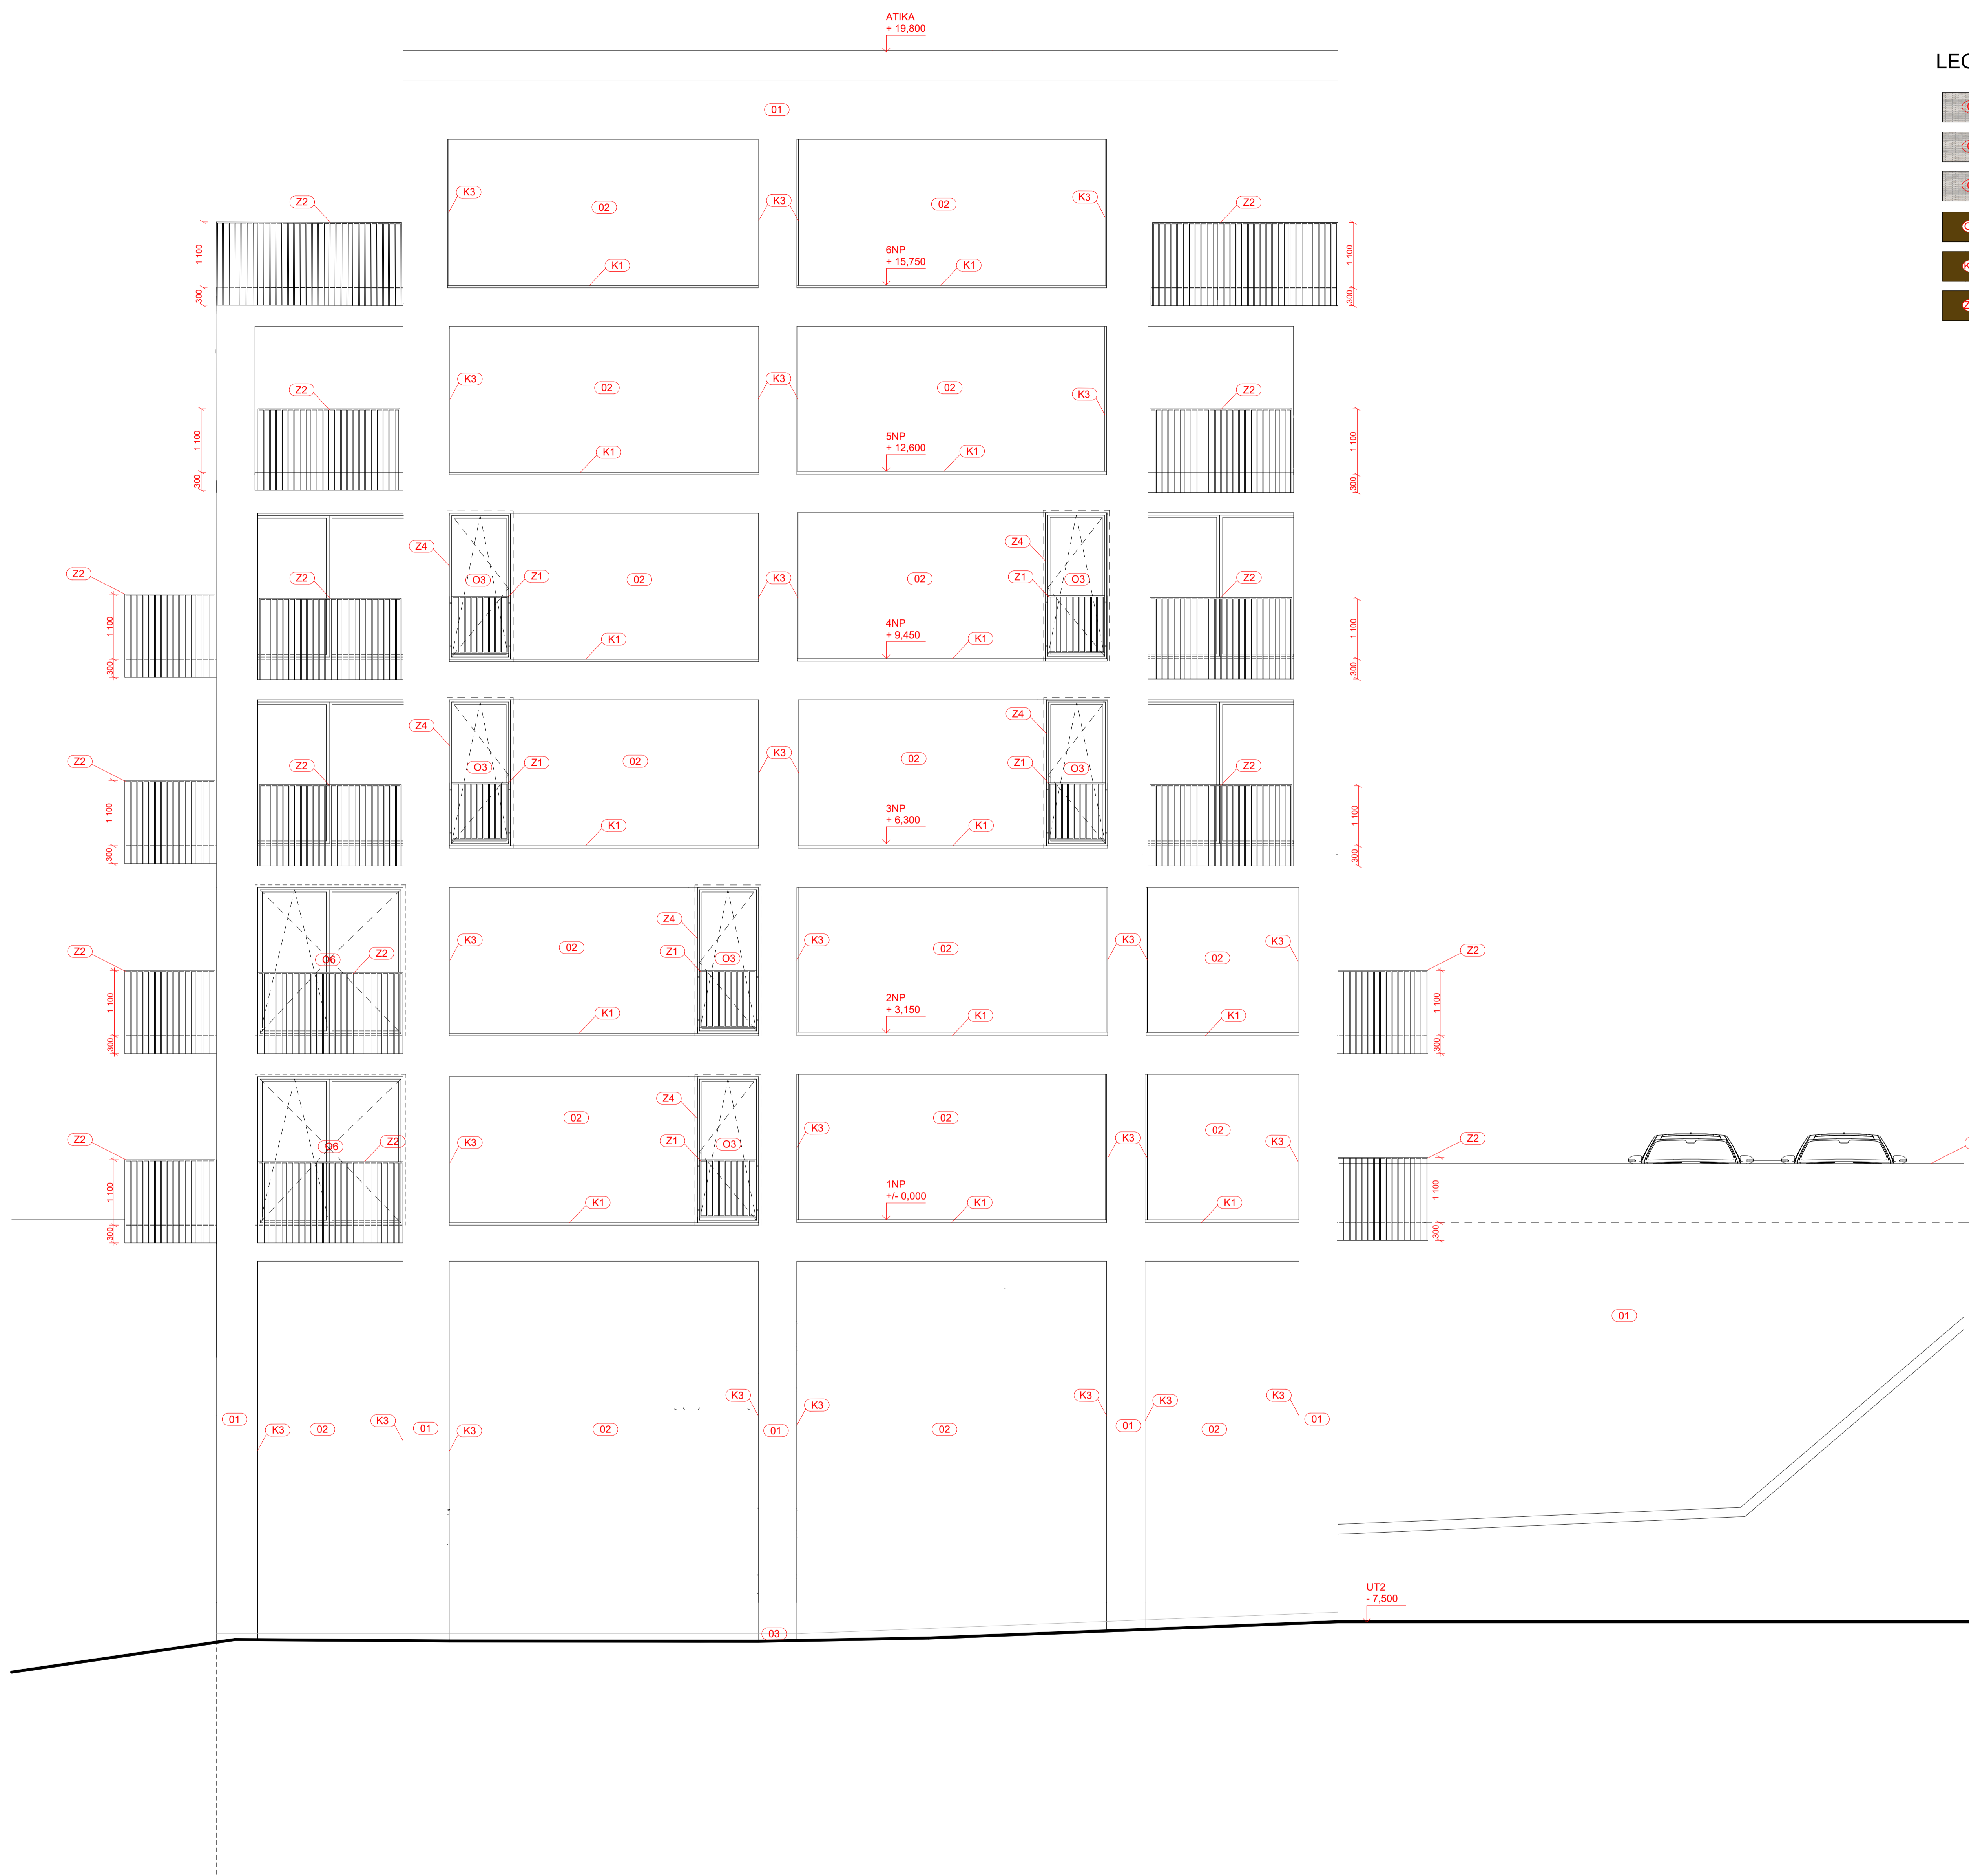 ATIKA
+ 19,800
LEG
01
K3
02
K3
02
K3
Z2
Z2
1 100
300
6NP
+ 15,750
K1
K1
1 100
300
Z2
K3
02
K3
02
K3
Z2
1 100
300
5NP
+ 12,600
K1
K1
1 100
300
Z2
Z4
Z2
O3
Z1
02
K3
02
Z4
Z1
O3
Z2
1 100
300
4NP
+ 9,450
K1
K1
1 100
300
Z2
Z4
Z2
O3
Z1
02
K3
02
Z4
Z1
O3
Z2
1 100
300
3NP
+ 6,300
K1
K1
1 100
300
Z2
O6
Z2
K3
02
Z4
Z1
O3
K3
02
K3
02
K3
Z2
1 100
300
2NP
+ 3,150
K1
K1
K1
1 100
300
Z2
O6
Z2
K3
02
Z4
Z1
O3
K3
02
K3
02
K3
Z2
1 100
300
1NP
+/- 0,000
K1
K1
K1
1 100
300
01
01
K3
02
K3
01
K3
02
K3
01
K3
02
K3
01
K3
02
K3
01
UT2
- 7,500
03